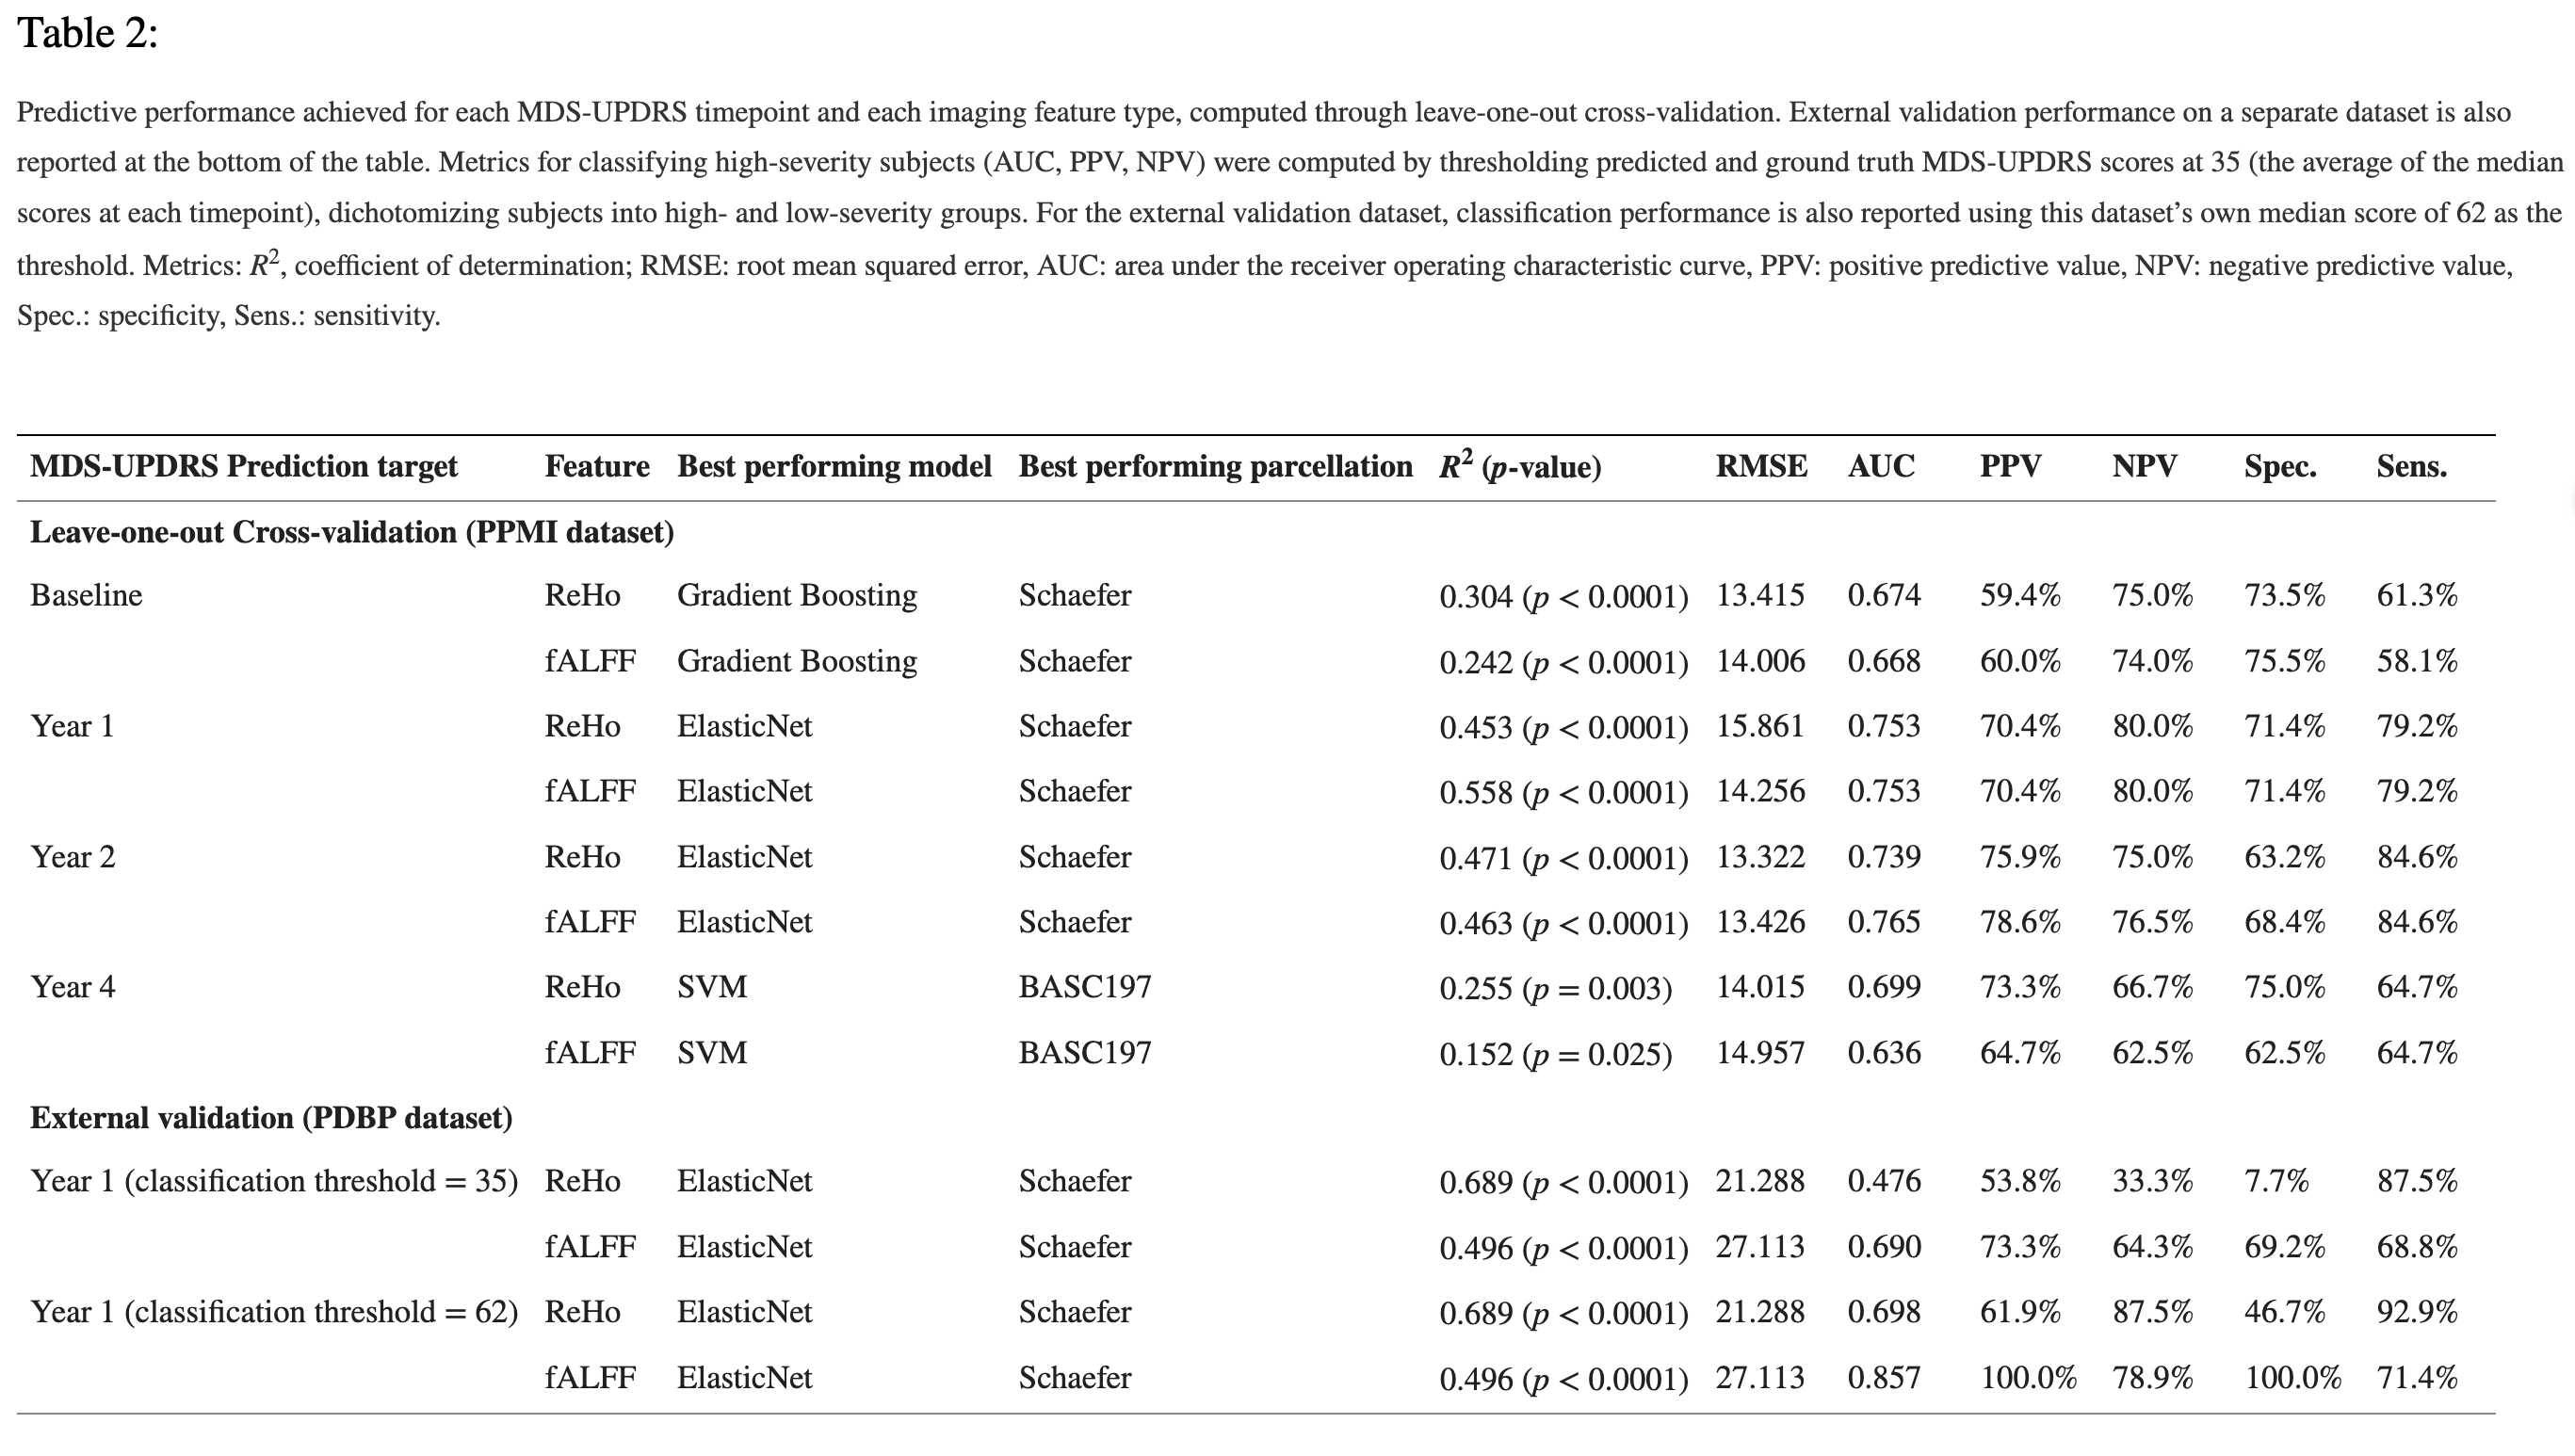 Table 2:
Predictive performance achieved for each MDS-UPDRS timepoint and each imaging feature type, computed through leave-one-out cross-validation. External validation performance on a separate dataset is also
reported at the bottom of the table. Metrics for classifying high-severity subjects (AUC, PPV, NPV) were computed by thresholding predicted and ground truth MDS-UPDRS scores at 35 (the average of the median
scores at each timepoint), dichotomizing subjects into high- and low-severity groups. For the external validation dataset, classification performance is also reported using this dataset’s own median score of 62 as the
threshold. Metrics: R², coefficient of determination; RMSE: root mean squared error, AUC: area under the receiver operating characteristic curve, PPV: positive predictive value, NPV: negative predictive value,
Spec.: specificity, Sens.: sensitivity.
MDS-UPDRS Prediction target Feature Best performing model Best performing parcellation R² (p-value) RMSE AUC PPV NPV Spec. Sens.
Leave-one-out Cross-validation (PPMI dataset)
Baseline ReHo Gradient Boosting Schaefer 0.304 (p < 0.0001) 13.415 0.674 59.4% 75.0% 73.5% 61.3%
fALFF Gradient Boosting Schaefer 0.242 (p < 0.0001) 14.006 0.668 60.0% 74.0% 75.5% 58.1%
Year 1 ReHo ElasticNet Schaefer 0.453 (p < 0.0001) 15.861 0.753 70.4% 80.0% 71.4% 79.2%
fALFF ElasticNet Schaefer 0.558 (p < 0.0001) 14.256 0.753 70.4% 80.0% 71.4% 79.2%
Year 2 ReHo ElasticNet Schaefer 0.471 (p < 0.0001) 13.322 0.739 75.9% 75.0% 63.2% 84.6%
fALFF ElasticNet Schaefer 0.463 (p < 0.0001) 13.426 0.765 78.6% 76.5% 68.4% 84.6%
Year 4 ReHo SVM BASC197 0.255 (p = 0.003) 14.015 0.699 73.3% 66.7% 75.0% 64.7%
fALFF SVM BASC197 0.152 (p = 0.025) 14.957 0.636 64.7% 62.5% 62.5% 64.7%
External validation (PDBP dataset)
Year 1 (classification threshold = 35) ReHo ElasticNet Schaefer 0.689 (p < 0.0001) 21.288 0.476 53.8% 33.3% 7.7% 87.5%
fALFF ElasticNet Schaefer 0.496 (p < 0.0001) 27.113 0.690 73.3% 64.3% 69.2% 68.8%
Year 1 (classification threshold = 62) ReHo ElasticNet Schaefer 0.689 (p < 0.0001) 21.288 0.698 61.9% 87.5% 46.7% 92.9%
fALFF ElasticNet Schaefer 0.496 (p < 0.0001) 27.113 0.857 100.0% 78.9% 100.0% 71.4%